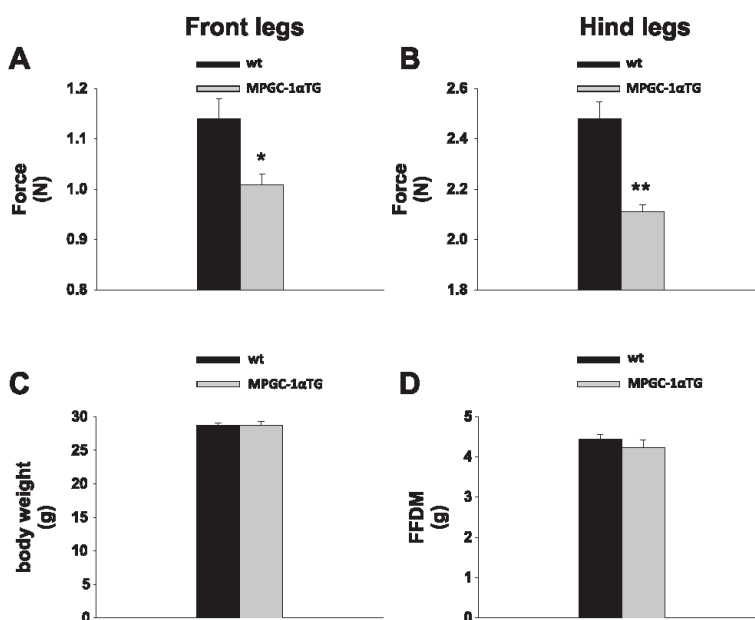 Front legs
Hind legs
A
wt
MPGC-1αTG
Force
(N)
1.2
1.1
1.0
0.9
0.8
*
B
wt
MPGC-1αTG
Force
(N)
2.6
2.4
2.2
2.0
1.8
**
C
wt
MPGC-1αTG
body weight
(g)
30
25
20
15
10
5
0
D
wt
MPGC-1αTG
FFDM
(g)
5
4
3
2
1
0